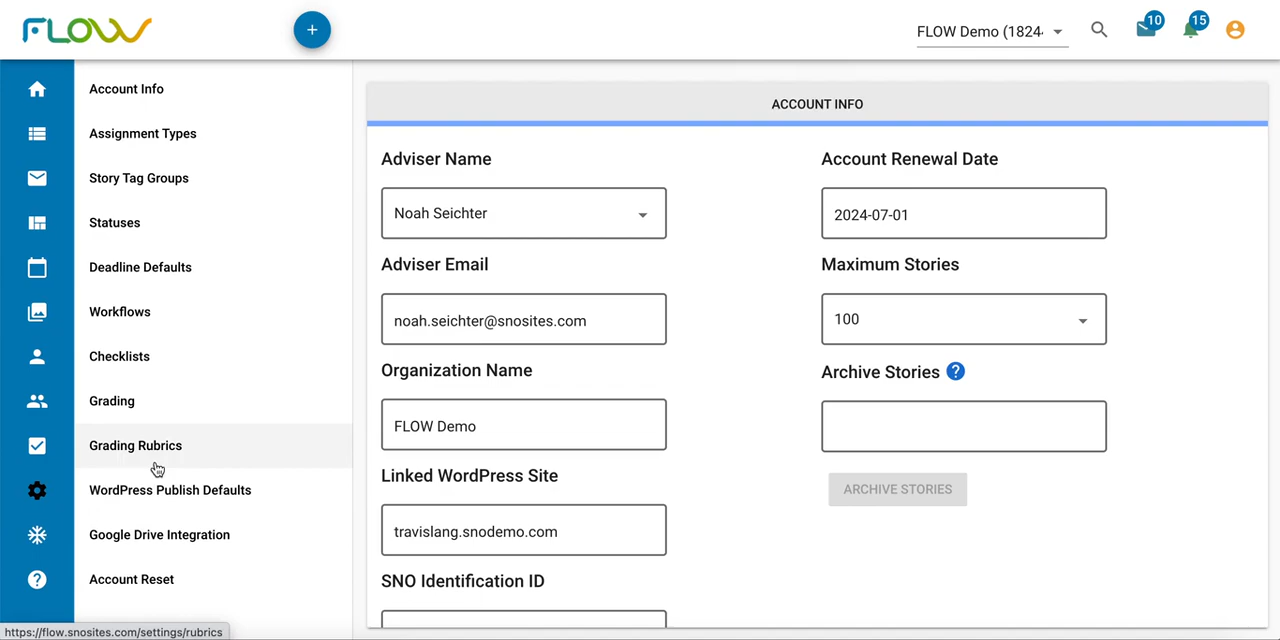 FLOW
+
FLOW Demo (1824
10
15
Account Info
Assignment Types
Story Tag Groups
Statuses
Deadline Defaults
Workflows
Checklists
Grading
Grading Rubrics
WordPress Publish Defaults
Google Drive Integration
Account Reset
ACCOUNT INFO
Adviser Name
Noah Seichter
Adviser Email
noah.seichter@snosites.com
Organization Name
FLOW Demo
Linked WordPress Site
travislang.snodemo.com
SNO Identification ID
Account Renewal Date
2024-07-01
Maximum Stories
100
Archive Stories ?
ARCHIVE STORIES
?
https://flow.snosites.com/settings/rubrics